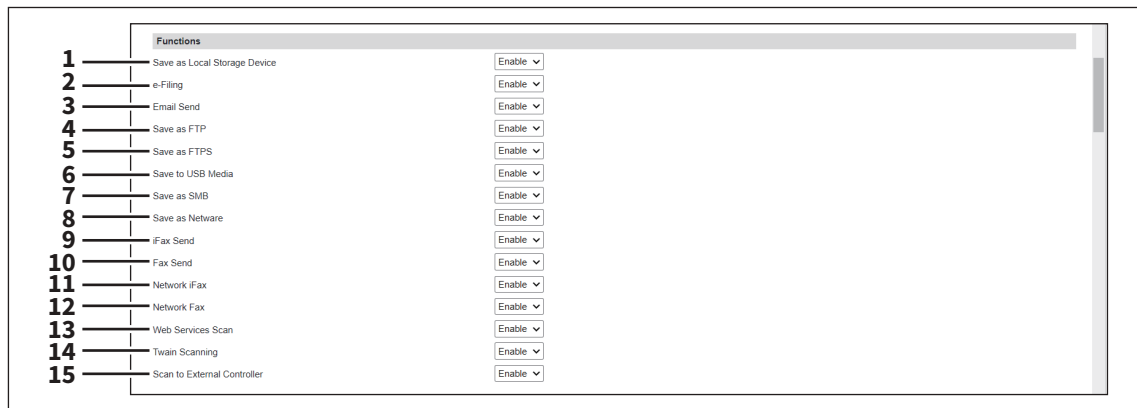 Functions
1 Save as Local Storage Device Enable
2 e-Filing Enable
3 Email Send Enable
4 Save as FTP Enable
5 Save as FTPS Enable
6 Save to USB Media Enable
7 Save as SMB Enable
8 Save as Netware Enable
9 iFax Send Enable
10 Fax Send Enable
11 Network iFax Enable
12 Network Fax Enable
13 Web Services Scan Enable
14 Twain Scanning Enable
15 Scan to External Controller Enable